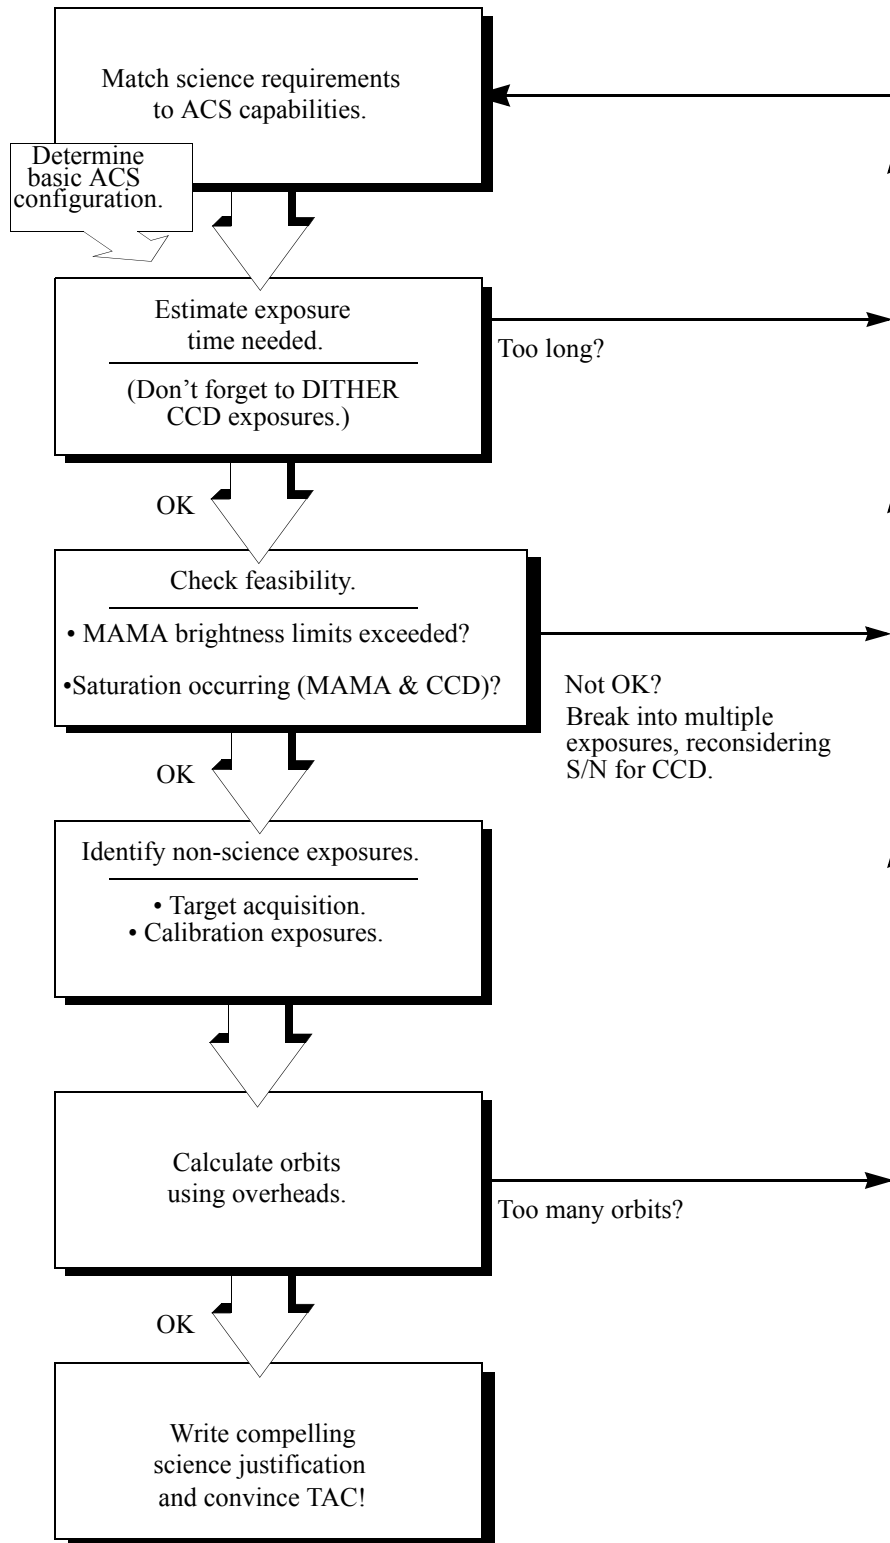 Match science requirements
to ACS capabilities.
Determine
basic ACS
configuration.
Estimate exposure
time needed.
(Don’t forget to DITHER
CCD exposures.)
Too long?
OK
Check feasibility.
• MAMA brightness limits exceeded?
•Saturation occurring (MAMA & CCD)?
Not OK?
Break into multiple
exposures, reconsidering
S/N for CCD.
OK
Identify non-science exposures.
• Target acquisition.
• Calibration exposures.
Calculate orbits
using overheads.
Too many orbits?
OK
Write compelling
science justification
and convince TAC!